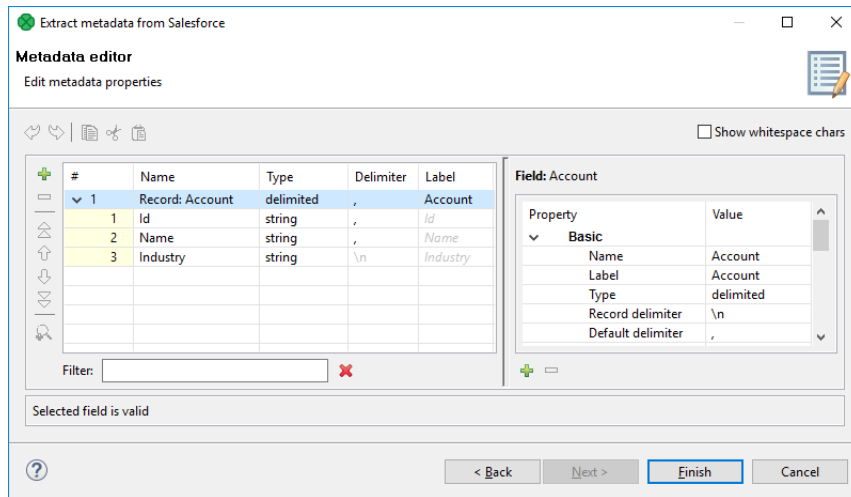 Extract metadata from Salesforce
Metadata editor
Edit metadata properties
Show whitespace chars
# Name Type Delimiter Label
1 Record: Account delimited , Account
1 Id string , Id
2 Name string , Name
3 Industry string \n Industry
Filter:
Field: Account
Property Value
Basic
Name Account
Label Account
Type delimited
Record delimiter \n
Default delimiter ,
Selected field is valid
? < Back Next > Finish Cancel